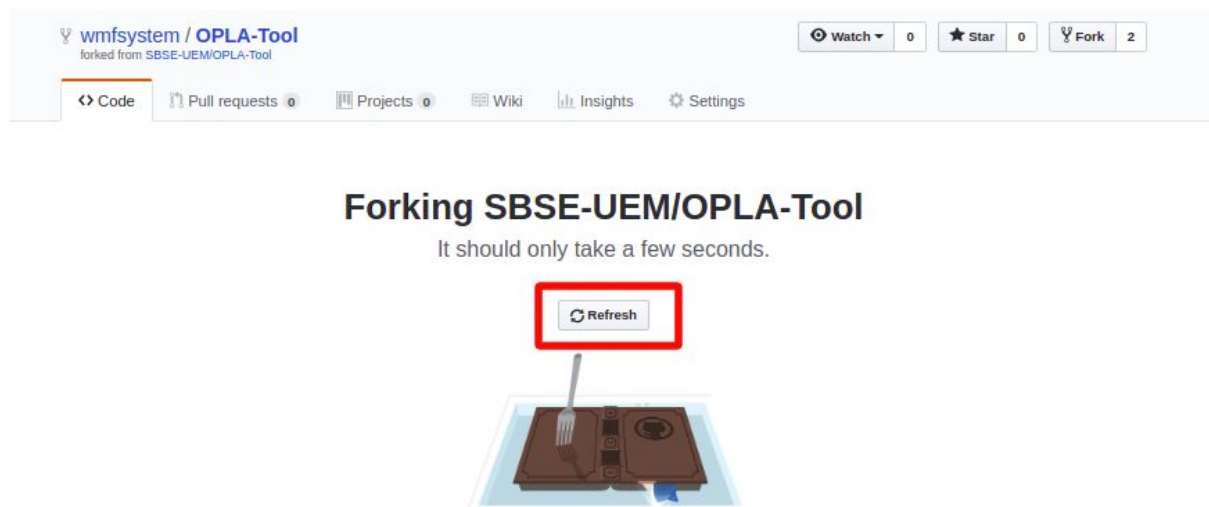 wmfsystem / OPLA-Tool
forked from SBSE-UEM/OPLA-Tool
Watch 0 Star 0 Fork 2
Code Pull requests 0 Projects 0 Wiki Insights Settings
Forking SBSE-UEM/OPLA-Tool
It should only take a few seconds.
Refresh